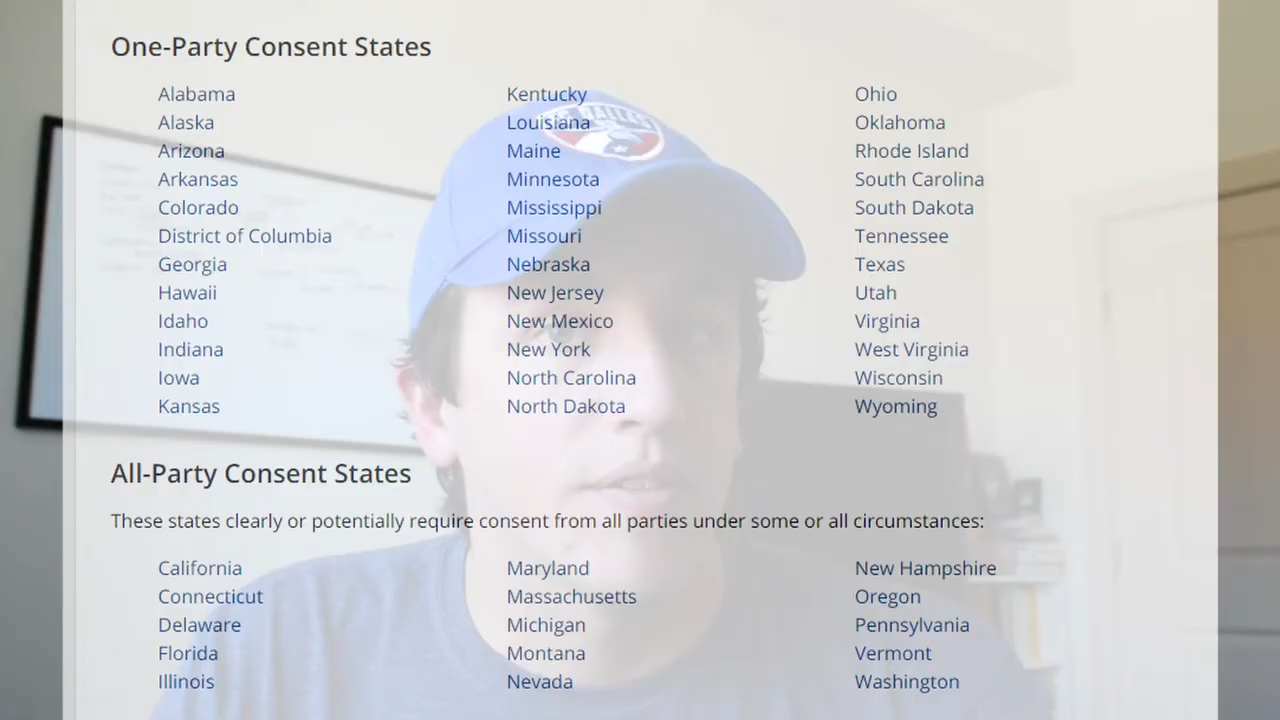 One-Party Consent States
Alabama
Alaska
Arizona
Arkansas
Colorado
District of Columbia
Georgia
Hawaii
Idaho
Indiana
Iowa
Kansas
Kentucky
Louisiana
Maine
Minnesota
Mississippi
Missouri
Nebraska
New Jersey
New Mexico
New York
North Carolina
North Dakota
Ohio
Oklahoma
Rhode Island
South Carolina
South Dakota
Tennessee
Texas
Utah
Virginia
West Virginia
Wisconsin
Wyoming
All-Party Consent States
These states clearly or potentially require consent from all parties under some or all circumstances:
California
Connecticut
Delaware
Florida
Illinois
Maryland
Massachusetts
Michigan
Montana
Nevada
New Hampshire
Oregon
Pennsylvania
Vermont
Washington
DALLAS